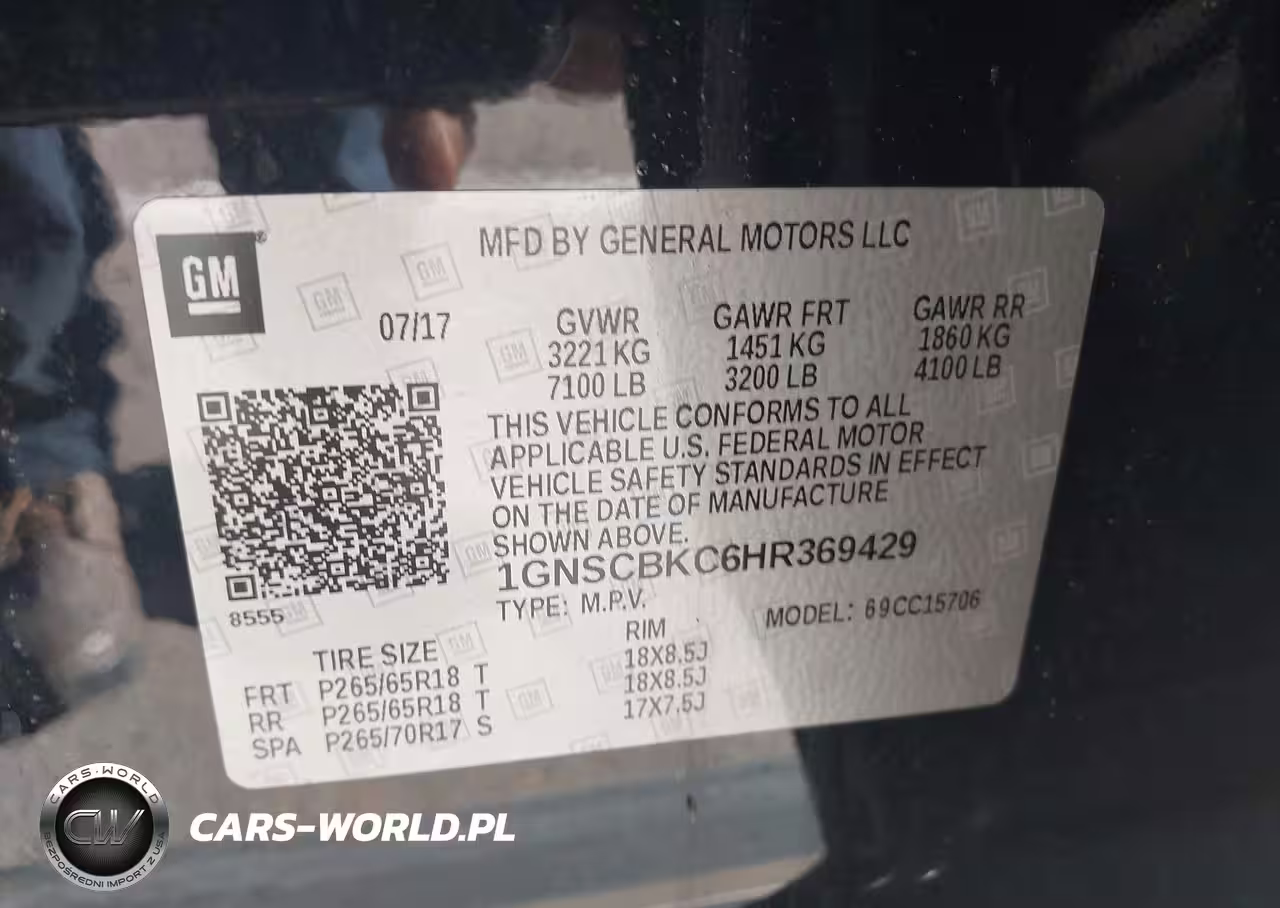 MFD BY GENERAL MOTORS LLC
GM
®
07/17
GVWR GAWR FRT GAWR RR
3221 KG 1451 KG 1860 KG
7100 LB 3200 LB 4100 LB
THIS VEHICLE CONFORMS TO ALL
APPLICABLE U.S. FEDERAL MOTOR
VEHICLE SAFETY STANDARDS IN EFFECT
ON THE DATE OF MANUFACTURE
SHOWN ABOVE.
1GNSCBKC6HR369429
8555
TYPE: M.P.V. MODEL: 69CC15706
TIRE SIZE RIM
FRT P265/65R18 T 18X8.5J
RR P265/65R18 T 18X8.5J
SPA P265/70R17 S 17X7.5J
CARS-WORLD
CW
BEZPOŚREDNI IMPORT Z USA
CARS-WORLD.PL